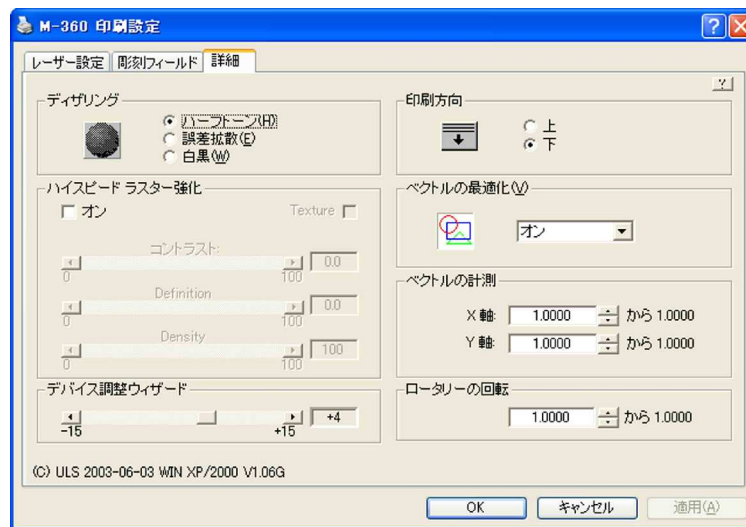 M-360 印刷設定
レーザー設定 彫刻フィールド 詳細
ディザリング
ハーフトーン(H)
誤差拡散(E)
白黒(W)
印刷方向
上
下
ハイスピード ラスター強化
オン Texture
コントラスト:
0.0
0 100
Definition
0.0
0 100
Density
100
0 100
ベクトルの最適化(V)
オン
ベクトルの計測
X 軸: 1.0000 から 1.0000
Y 軸: 1.0000 から 1.0000
デバイス調整ウィザード
+4
-15 +15
ロータリーの回転
1.0000 から 1.0000
(C) ULS 2003-06-03 WIN XP/2000 V1.06G
OK キャンセル 適用(A)